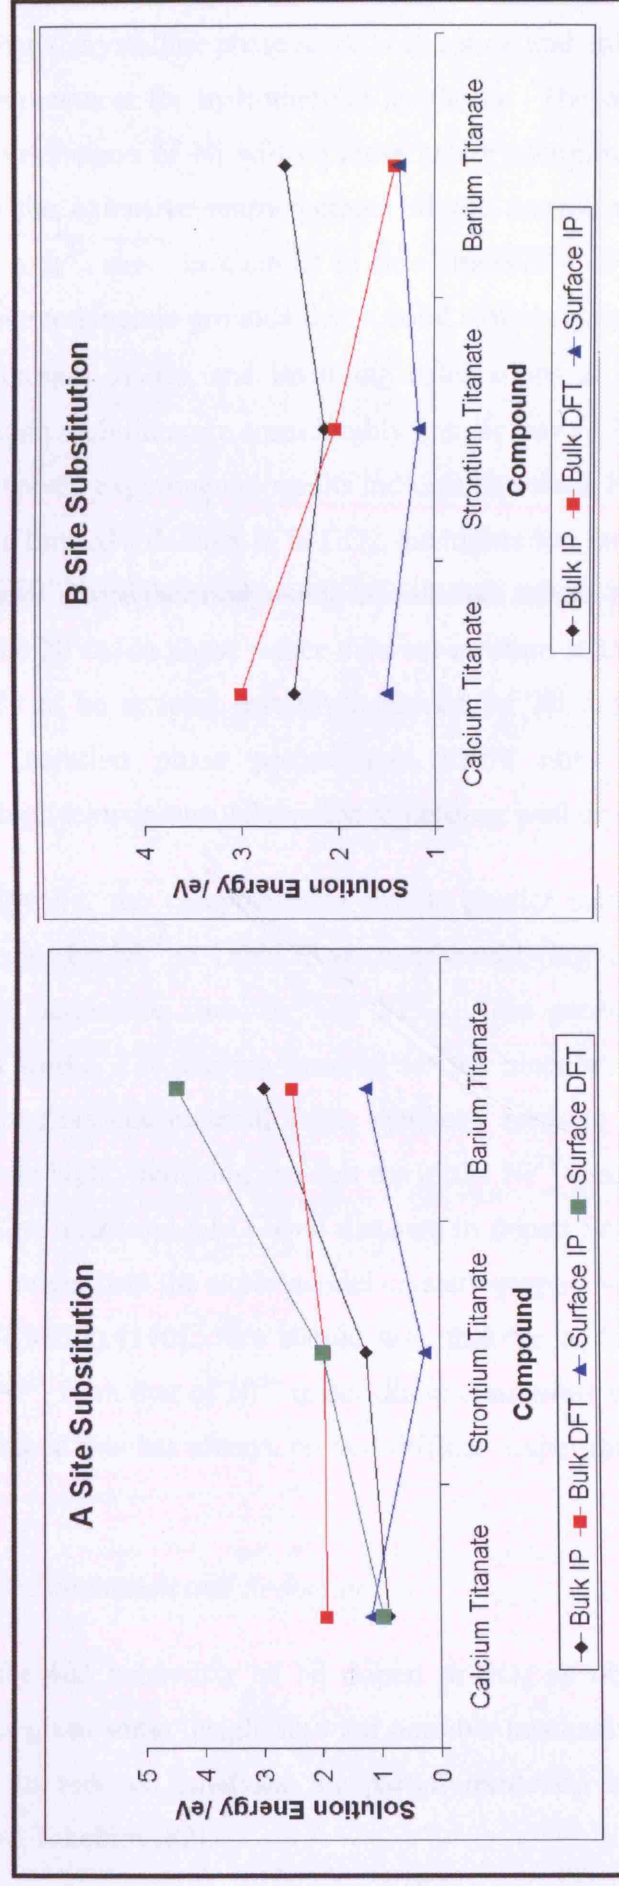 A Site Substitution
Solution Energy /eV
5
4
3
2
1
0
Calcium Titanate Stronium Titanate Barium Titanate
Compound
Bulk IP Bulk DFT Surface IP Surface DFT
B Site Substitution
Solution Energy /eV
4
3
2
1
Calcium Titanate Strontium Titanate Barium Titanate
Compound
Bulk IP Bulk DFT Surface IP